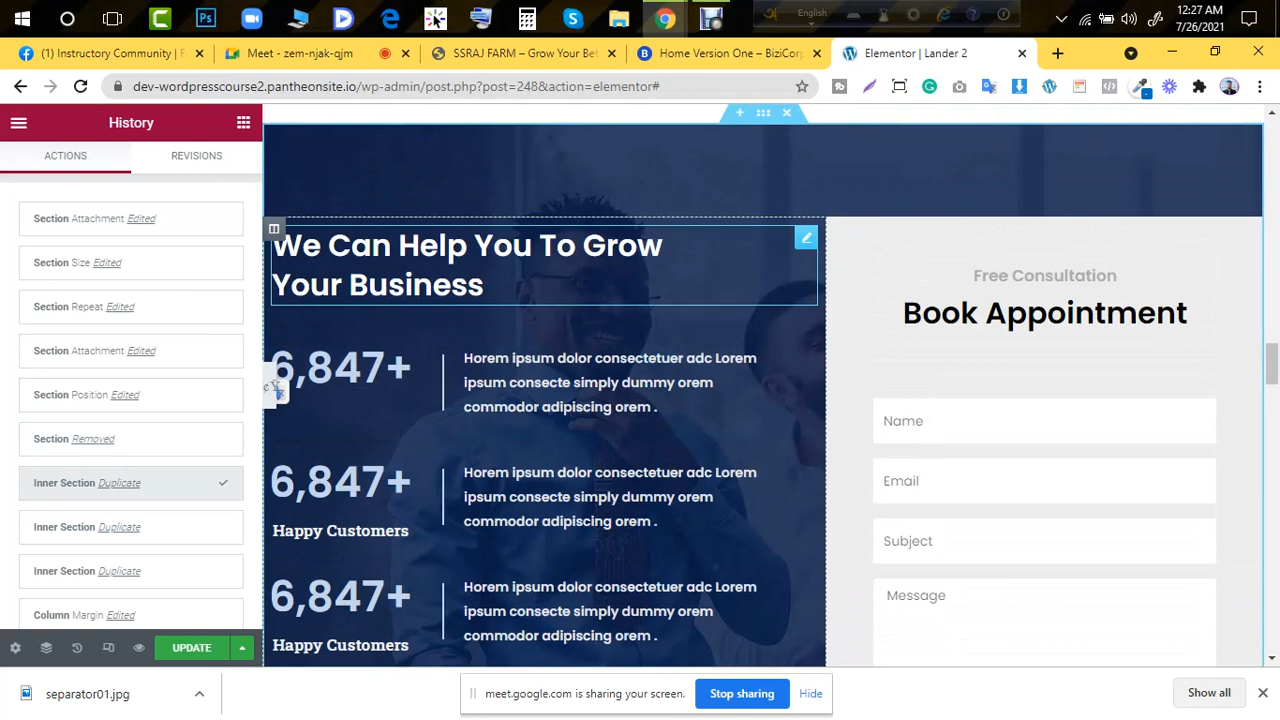 English
12:27 AM
7/26/2021
(1) Instructory Community | F
Meet - zem-njak-qjm
SSRAJ FARM – Grow Your Bet
Home Version One – BiziCorp
Elementor | Lander 2
dev-wordpresscourse2.pantheonsite.io/wp-admin/post.php?post=248&action=elementor#
History
ACTIONS
REVISIONS
Section Attachment Edited
Section Size Edited
Section Repeat Edited
Section Attachment Edited
Section Position Edited
Section Removed
Inner Section Duplicate
Inner Section Duplicate
Inner Section Duplicate
Column Margin Edited
UPDATE
We Can Help You To Grow
Your Business
6,847+
Horem ipsum dolor consectetuer adc Lorem
ipsum consecte simply dummy orem
commodor adipiscing orem .
6,847+
Happy Customers
Horem ipsum dolor consectetuer adc Lorem
ipsum consecte simply dummy orem
commodor adipiscing orem .
6,847+
Happy Customers
Horem ipsum dolor consectetuer adc Lorem
ipsum consecte simply dummy orem
commodor adipiscing orem .
Free Consultation
Book Appointment
Name
Email
Subject
Message
separator01.jpg
meet.google.com is sharing your screen.
Stop sharing
Hide
Show all